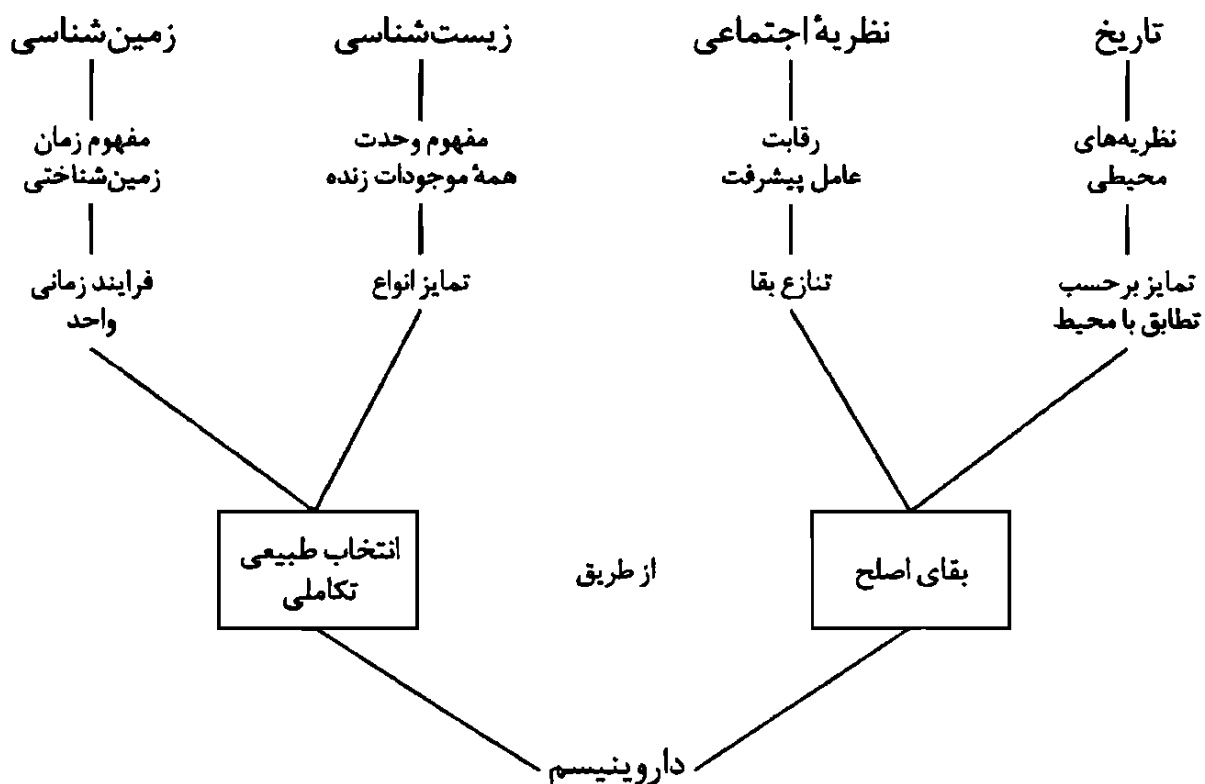 تاریخ
نظریهٔ اجتماعی
زیست‌شناسی
زمین‌شناسی
نظریه‌های
محیطی
رقابت
عامل پیشرفت
مفهوم وحدت
همهٔ موجودات زنده
مفهوم زمان
زمین‌شناختی
تمایز برحسب
تطابق با محیط
تنازع بقا
تمایز انواع
فرایند زمانی
واحد
بقای اصلح
از طریق
انتخاب طبیعی
تکاملی
داروینیسم